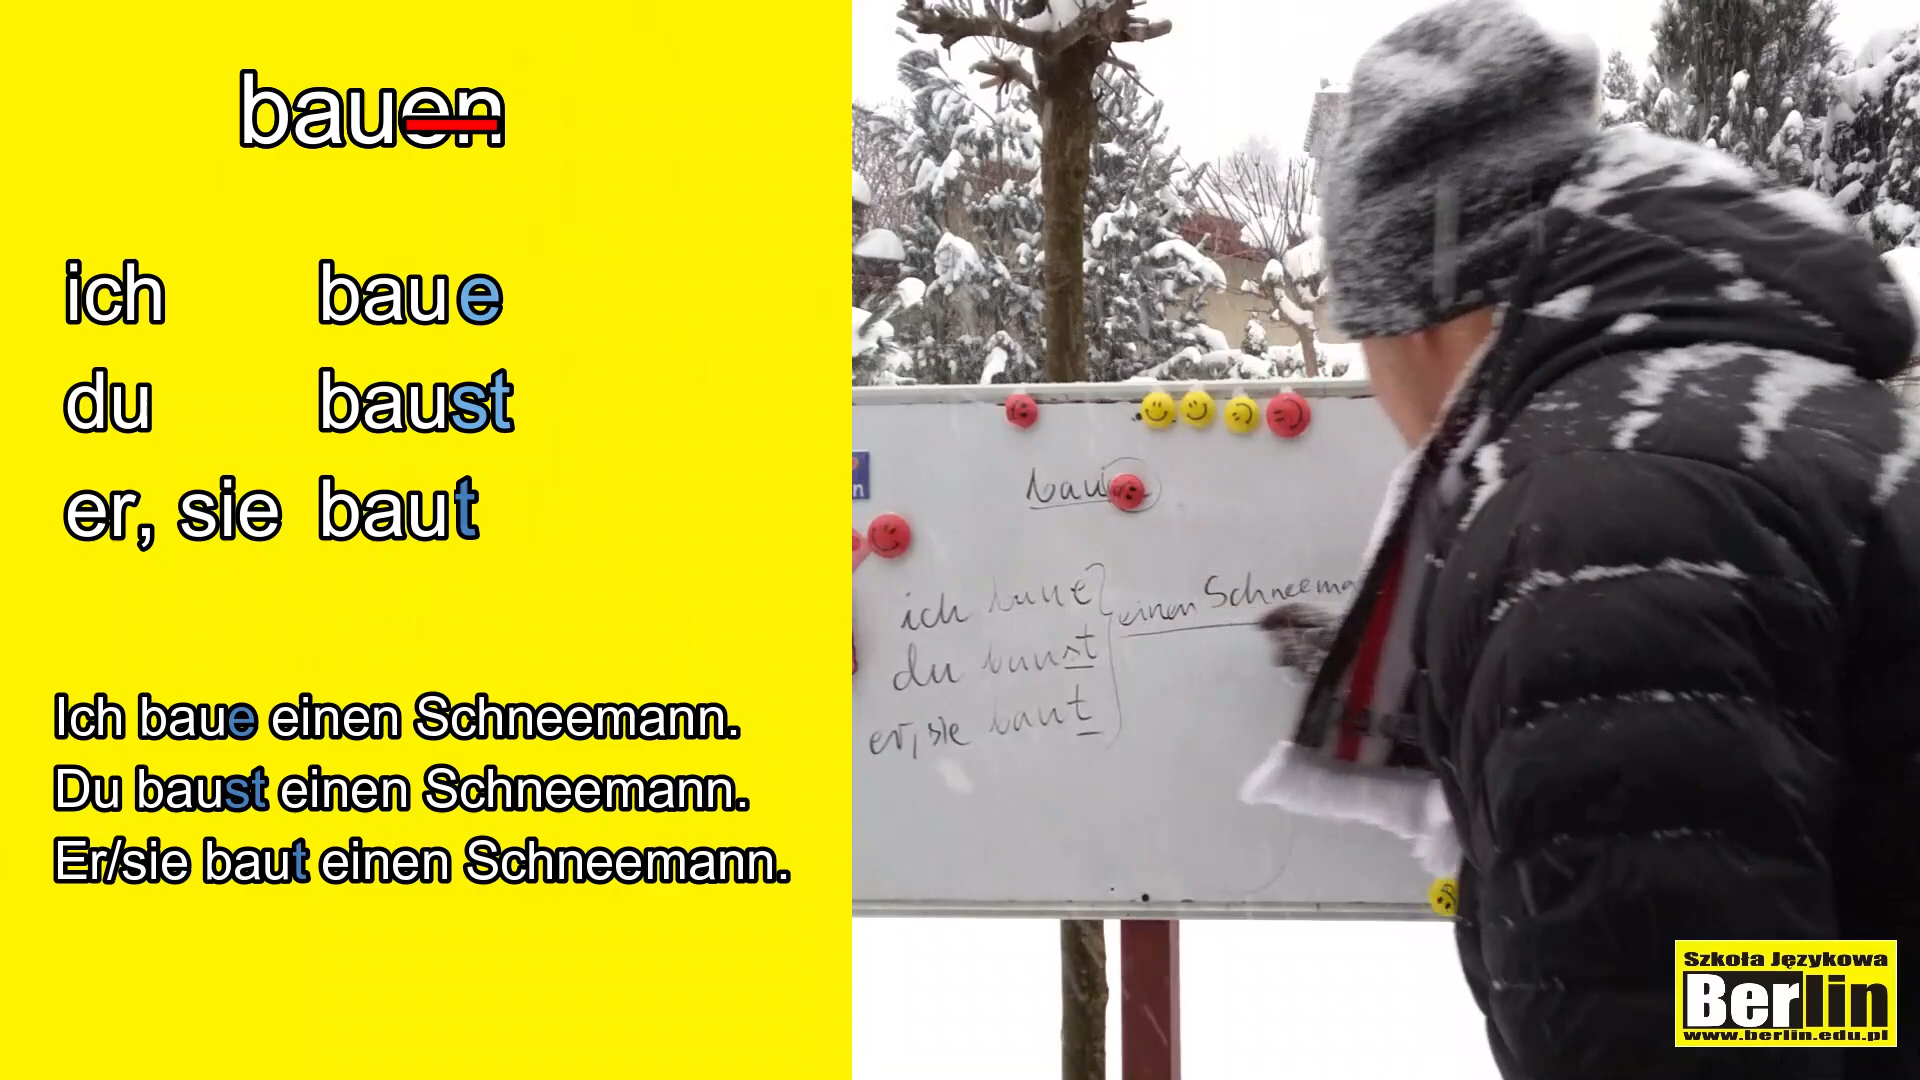 bauen
ich baue
du baust
er, sie baut
Ich baue einen Schneemann.
Du baust einen Schneemann.
Er/sie baut einen Schneemann.
bau
ich baue
einen Schneema
du baust
er, sie baut
Szkoła Językowa
Berlin
www.berlin.edu.pl